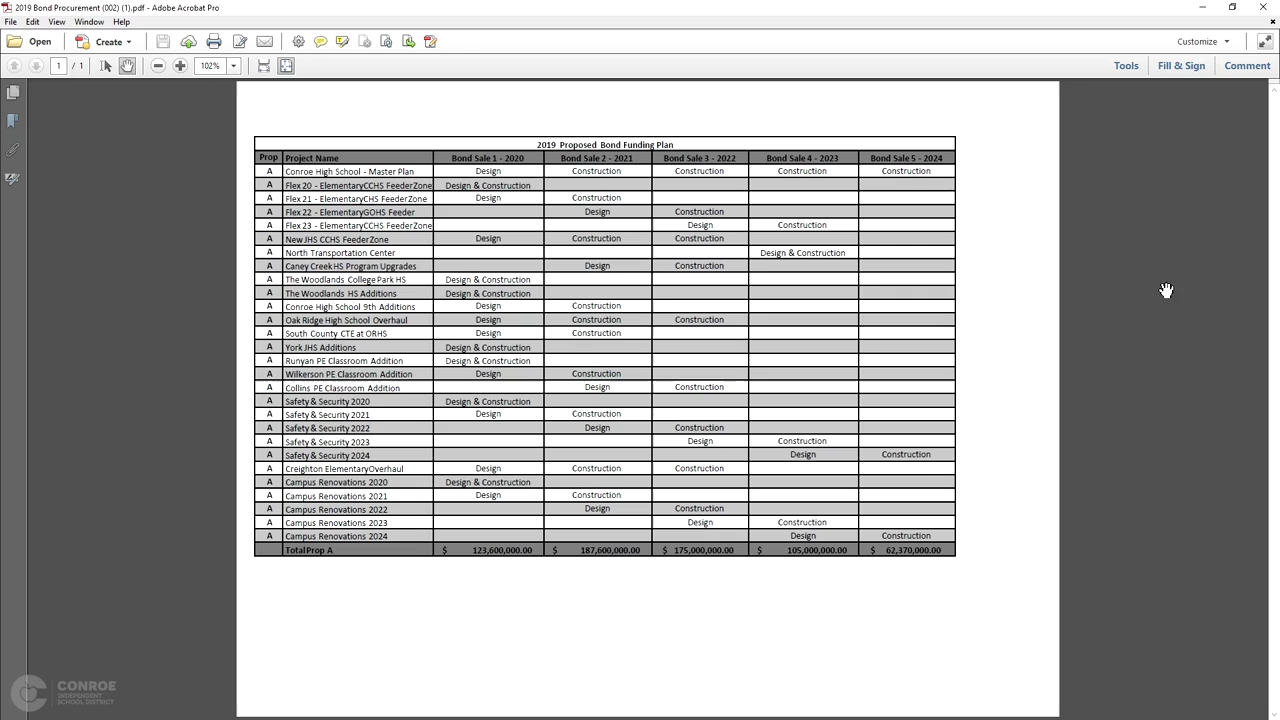 2019 Bond Procurement (002) (1).pdf - Adobe Acrobat Pro
File Edit View Window Help
Open Create Customize
1 / 1 102% Tools Fill & Sign Comment
2019 Proposed Bond Funding Plan
Prop Project Name Bond Sale 1 - 2020 Bond Sale 2 - 2021 Bond Sale 3 - 2022 Bond Sale 4 - 2023 Bond Sale 5 - 2024
A Conroe High School - Master Plan Design Construction Construction Construction Construction
A Flex 20 - ElementaryCCHS FeederZone Design & Construction
A Flex 21 - ElementaryCHS FeederZone Design Construction
A Flex 22 - ElementaryGOHS Feeder Design Construction
A Flex 23 - ElementaryCCHS FeederZone Design Construction
A New JHS CCHS FeederZone Design Construction Construction
A North Transportation Center Design & Construction
A Caney Creek HS Program Upgrades Design Construction
A The Woodlands College Park HS Design & Construction
A The Woodlands HS Additions Design & Construction
A Conroe High School 9th Additions Design Construction
A Oak Ridge High School Overhaul Design Construction Construction
A South County CTE at ORHS Design Construction
A York JHS Additions Design & Construction
A Runyan PE Classroom Addition Design & Construction
A Wilkerson PE Classroom Addition Design Construction
A Collins PE Classroom Addition Design Construction
A Safety & Security 2020 Design & Construction
A Safety & Security 2021 Design Construction
A Safety & Security 2022 Design Construction
A Safety & Security 2023 Design Construction
A Safety & Security 2024 Design Construction
A Creighton ElementaryOverhaul Design Construction Construction
A Campus Renovations 2020 Design & Construction
A Campus Renovations 2021 Design Construction
A Campus Renovations 2022 Design Construction
A Campus Renovations 2023 Design Construction
A Campus Renovations 2024 Design Construction
Total Prop A $ 123,600,000.00 $ 187,600,000.00 $ 175,000,000.00 $ 105,000,000.00 $ 62,370,000.00
CONROE
INDEPENDENT
SCHOOL DISTRICT